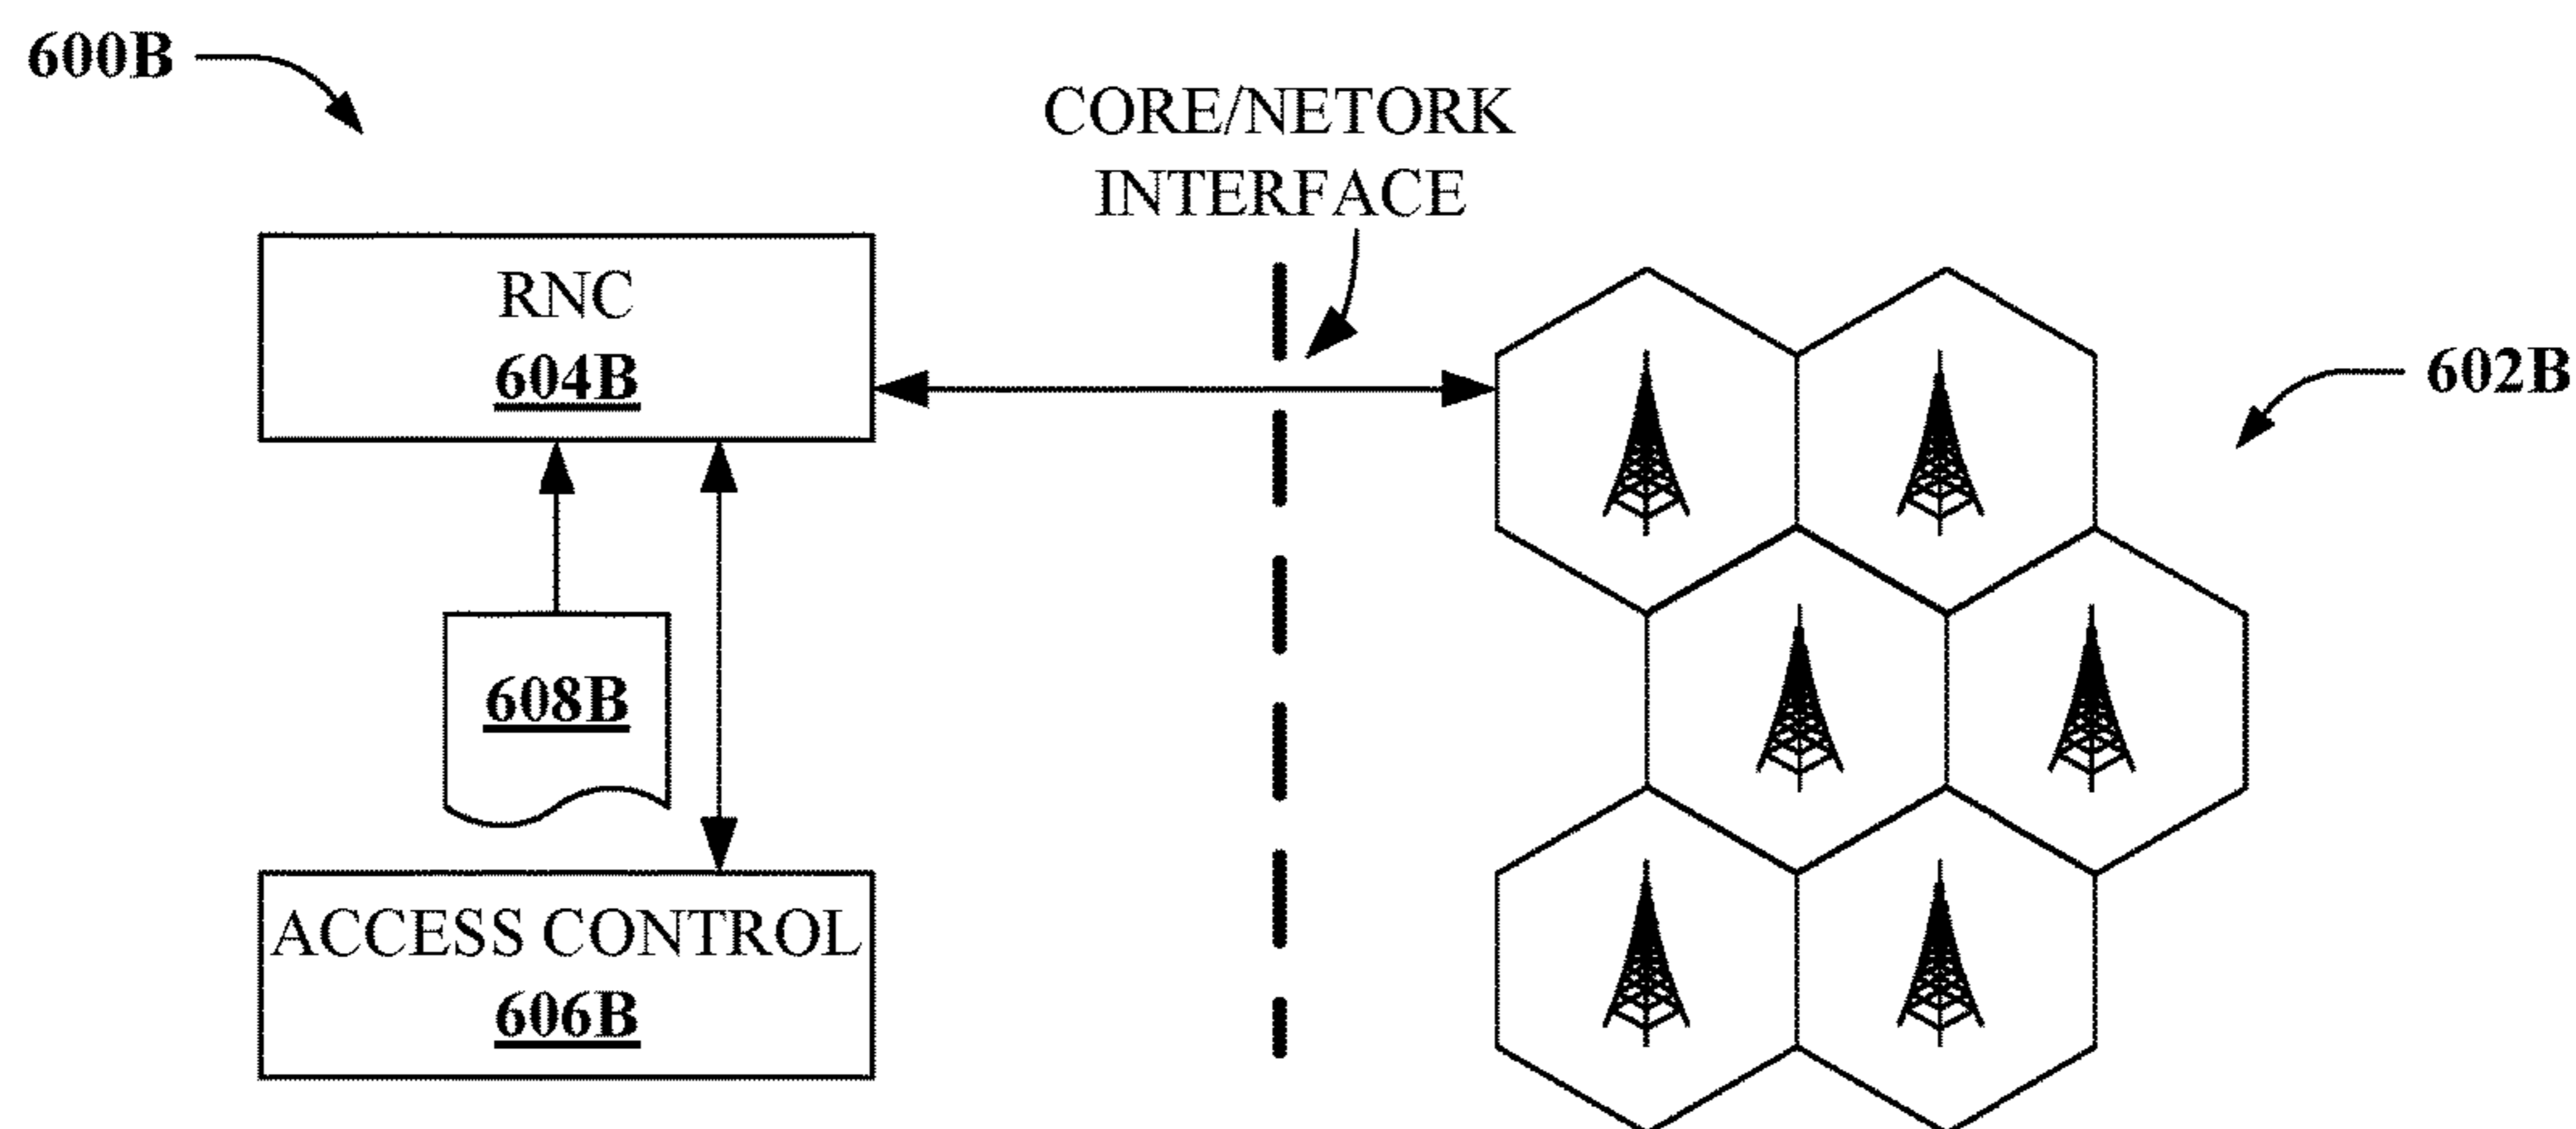 600B
CORE/NETORK
INTERFACE
RNC
604B
602B
608B
ACCESS CONTROL
606B